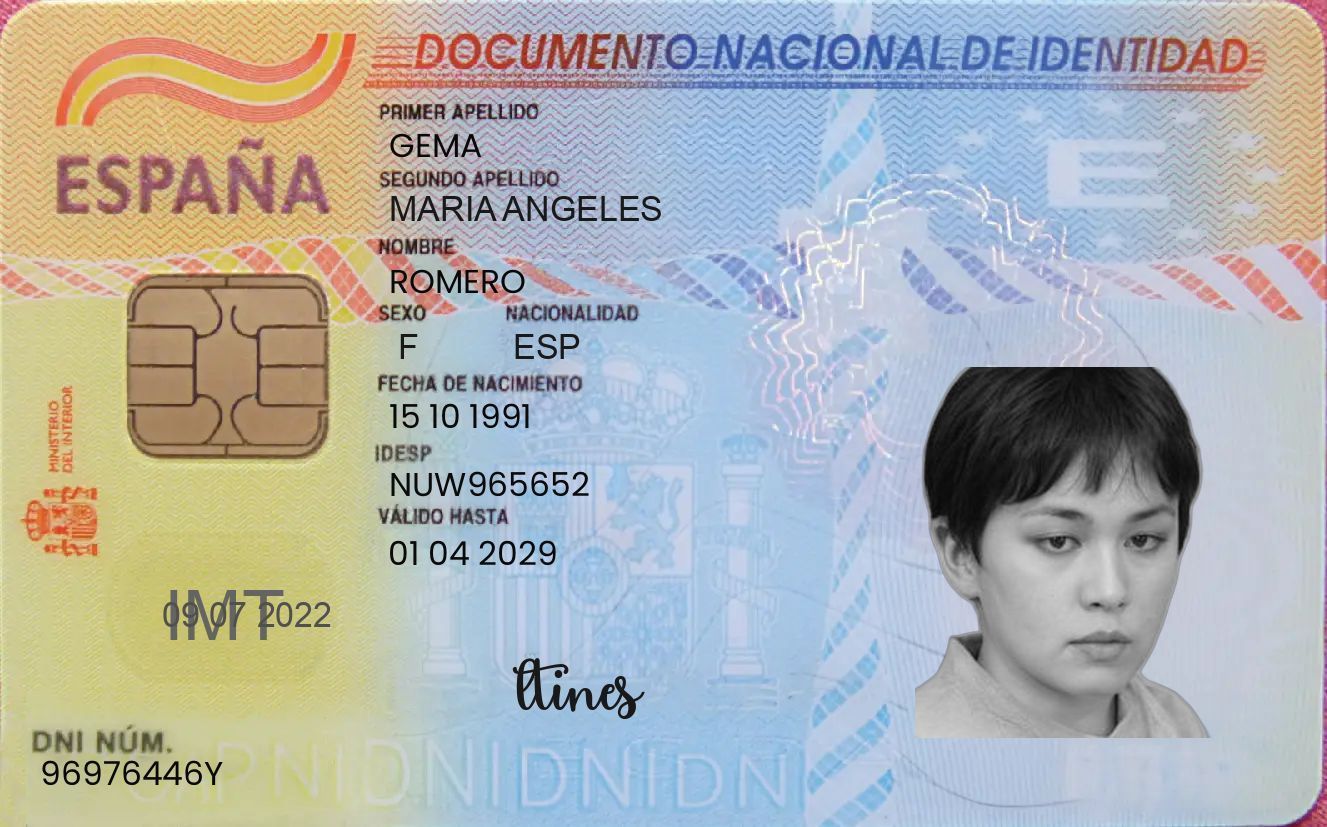 DOCUMENTO NACIONAL DE IDENTIDAD
ESPAÑA
PRIMER APELLIDO
GEMA
SEGUNDO APELLIDO
MARIA ANGELES
NOMBRE
ROMERO
SEXO NACIONALIDAD
F ESP
FECHA DE NACIMIENTO
15 10 1991
IDESP
NUW965652
VÁLIDO HASTA
01 04 2029
MINISTERIO
DEL INTERIOR
E
IMT
09 07 2022
DNI NÚM.
96976446Y
DNIDNIDNIDNI